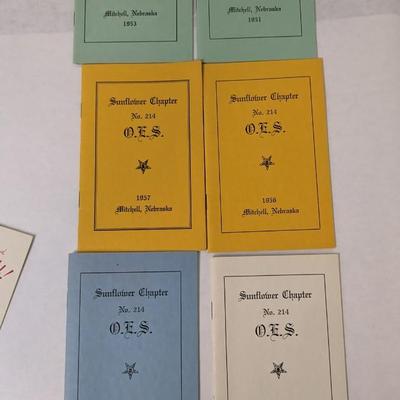 Mitchell, Nebraska
1953
Mitchell, Nebraska
1951
Sunflower Chapter
No. 214
O.E.S.
1957
Mitchell, Nebraska
Sunflower Chapter
No. 214
O.E.S.
1956
Mitchell, Nebraska
Sunflower Chapter
No. 214
O.E.S.
Sunflower Chapter
No. 214
O.E.S.